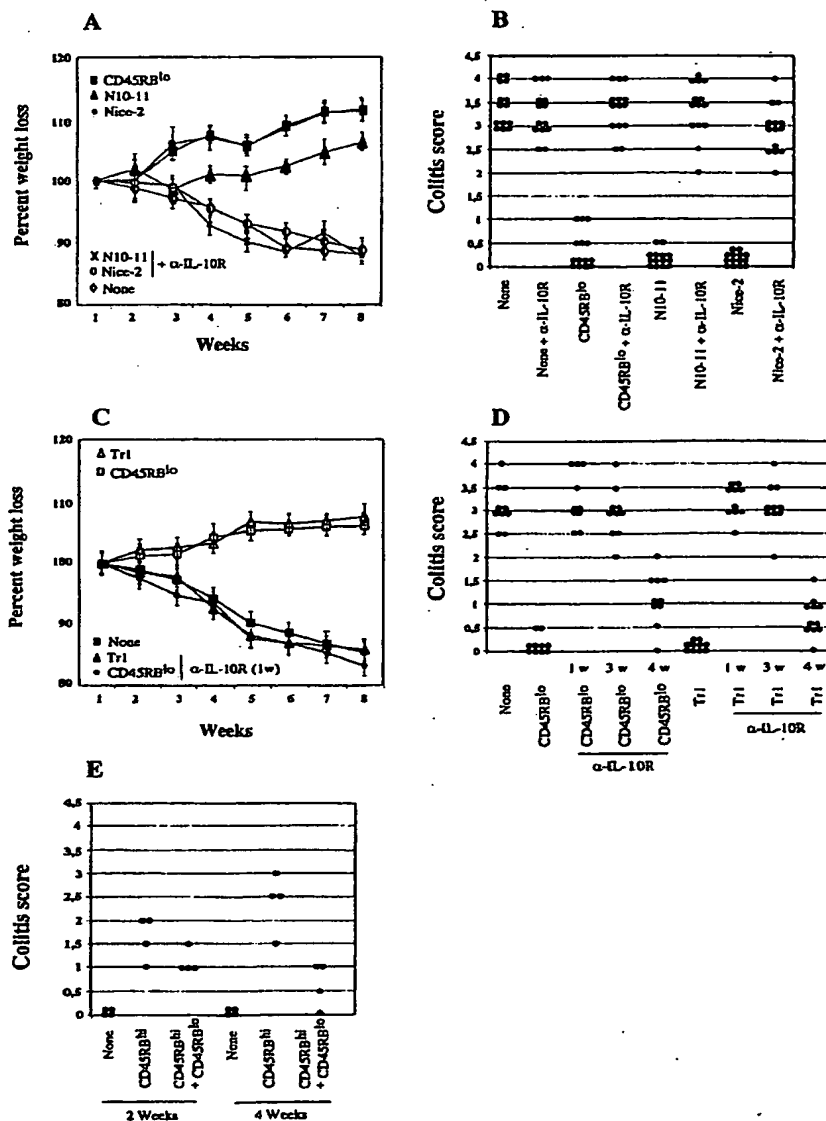 A
Percent weight loss
120
110
100
90
80
CD45RBlo
N10-11
Nico-2
N10-11
Nico-2
None
+ α-IL-10R
1 2 3 4 5 6 7 8
Weeks
B
Colitis score
4,5
4
3,5
3
2,5
2
1,5
1
0,5
0
None
None + α-IL-10R
CD45RBlo
CD45RBlo + α-IL-10R
N10-11
N10-11 + α-IL-10R
Nico-2
Nico-2 + α-IL-10R
C
Percent weight loss
120
110
100
90
80
Tr1
CD45RBlo
None
Tr1
CD45RBlo
α-IL-10R (1w)
1 2 3 4 5 6 7 8
Weeks
D
Colitis score
4,5
4
3,5
3
2,5
2
1,5
1
0,5
0
1 w 3 w 4 w 1 w 3 w 4 w
None
CD45RBlo
CD45RBlo
CD45RBlo
CD45RBlo
Tr1
Tr1
Tr1
Tr1
α-IL-10R
α-IL-10R
E
Colitis score
4,5
4
3,5
3
2,5
2
1,5
1
0,5
0
None
CD45RBhi
CD45RBhi
+ CD45RBlo
None
CD45RBhi
CD45RBhi
+ CD45RBlo
2 Weeks
4 Weeks